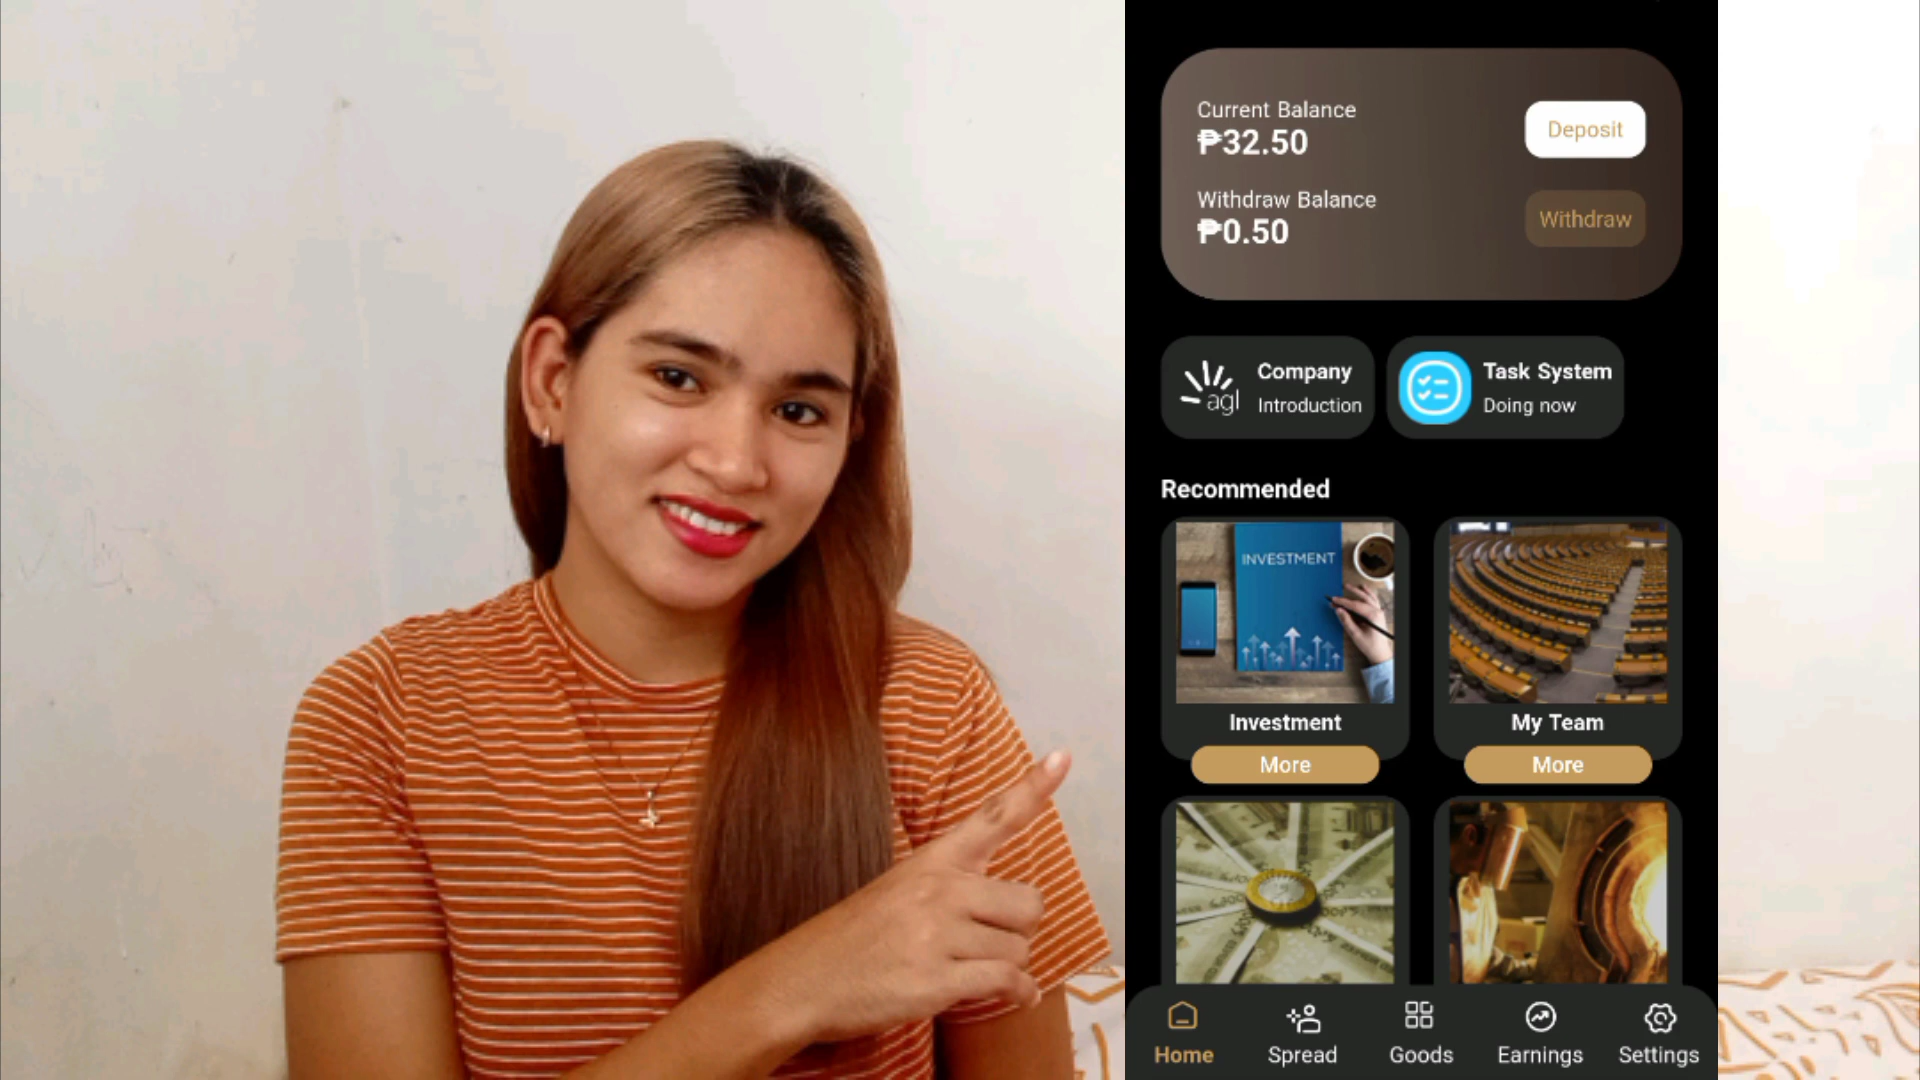 Current Balance
₱32.50
Deposit
Withdraw Balance
₱0.50
Withdraw
agl
Company
Introduction
Task System
Doing now
Recommended
INVESTMENT
Investment
My Team
More
More
Home
Spread
Goods
Earnings
Settings